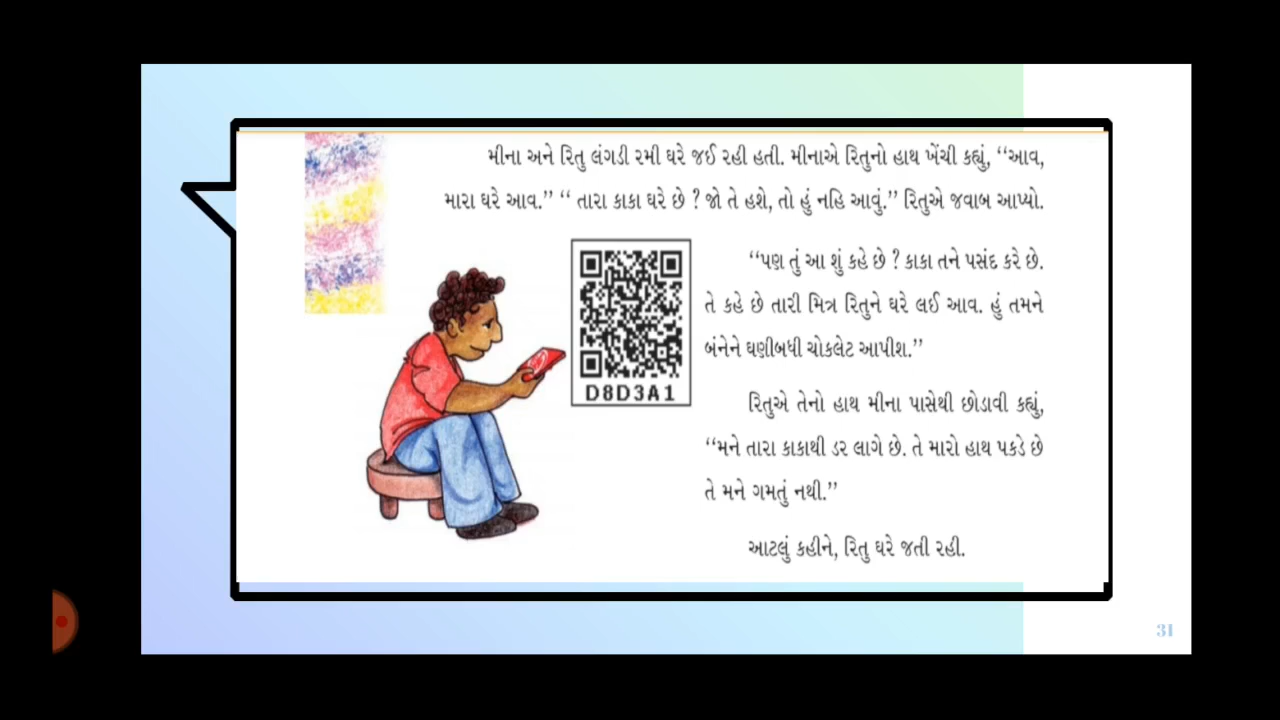 મીના અને રિતુ લંગડી રમી ઘરે જઈ રહી હતી. મીનાએ રિતુનો હાથ ખેંચી કહ્યું, “આવ,
મારા ઘરે આવ.” “ તારા કાકા ઘરે છે ? જો તે હશે, તો હું નહિ આવું.” રિતુએ જવાબ આપ્યો.
“પણ તું આ શું કહે છે ? કાકા તને પસંદ કરે છે.
તે કહે છે તારી મિત્ર રિતુને ઘરે લઈ આવ. હું તમને
બંનેને ઘણીબધી ચોકલેટ આપીશ.”
D8D3A1
રિતુએ તેનો હાથ મીના પાસેથી છોડાવી કહ્યું,
“મને તારા કાકાથી ડર લાગે છે. તે મારો હાથ પકડે છે
તે મને ગમતું નથી.”
આટલું કહીને, રિતુ ઘરે જતી રહી.
31